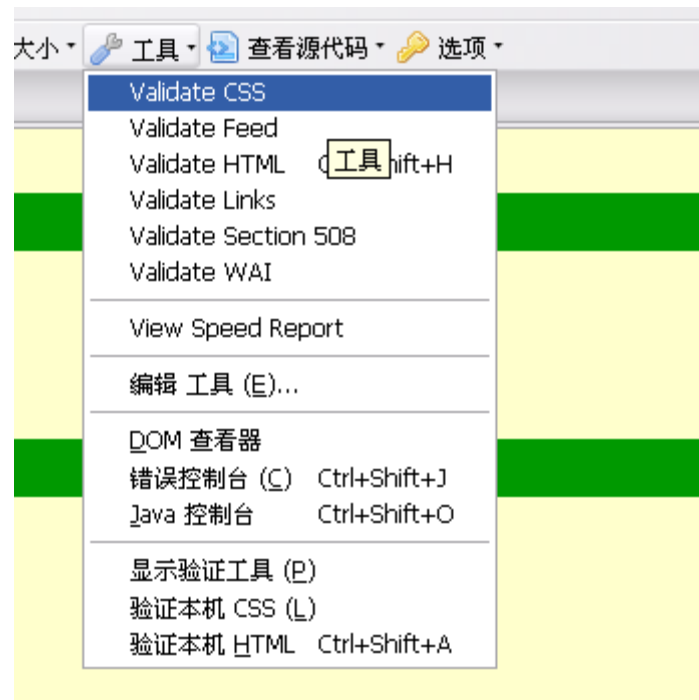 大小 工具 查看源代码 选项
Validate CSS
Validate Feed
Validate HTML 工具 hift+H
Validate Links
Validate Section 508
Validate WAI
View Speed Report
编辑 工具 (E)...
DOM 查看器
错误控制台 (C) Ctrl+Shift+J
Java 控制台 Ctrl+Shift+O
显示验证工具 (P)
验证本机 CSS (L)
验证本机 HTML Ctrl+Shift+A